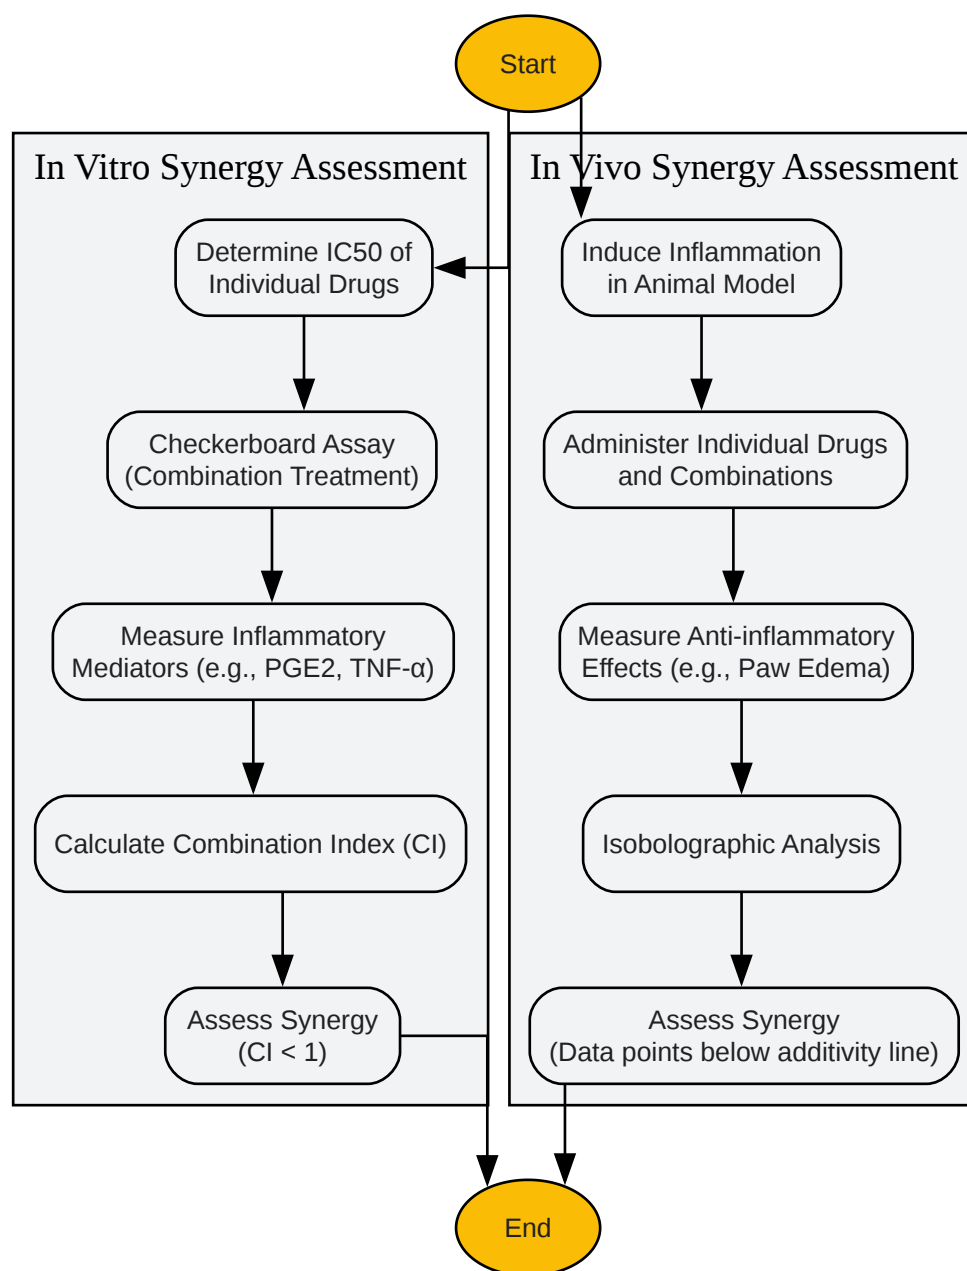 Start
In Vitro Synergy Assessment
Determine IC50 of
Individual Drugs
Checkerboard Assay
(Combination Treatment)
Measure Inflammatory
Mediators (e.g., PGE2, TNF-α)
Calculate Combination Index (CI)
Assess Synergy
(CI < 1)
In Vivo Synergy Assessment
Induce Inflammation
in Animal Model
Administer Individual Drugs
and Combinations
Measure Anti-inflammatory
Effects (e.g., Paw Edema)
Isobolographic Analysis
Assess Synergy
(Data points below additivity line)
End